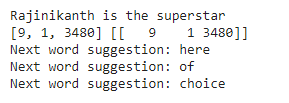 Rajinikanth is the superstar
[9, 1, 3480] [[   9    1 3480]]
Next word suggestion: here
Next word suggestion: of
Next word suggestion: choice